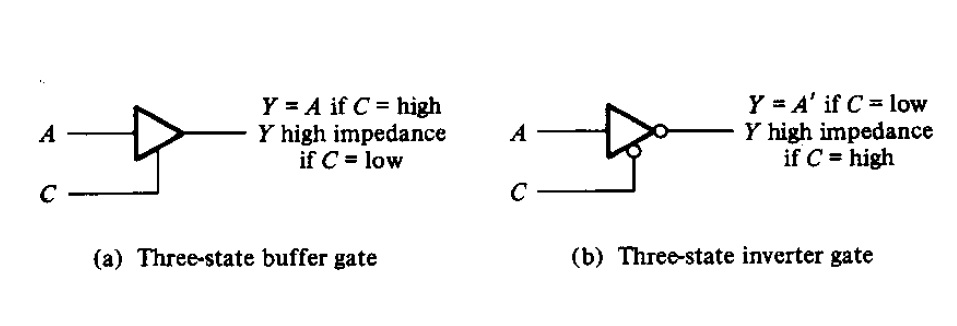 A
C
Y = A if C = high
Y high impedance
if C = low
(a) Three-state buffer gate
A
C
Y = A' if C = low
Y high impedance
if C = high
(b) Three-state inverter gate